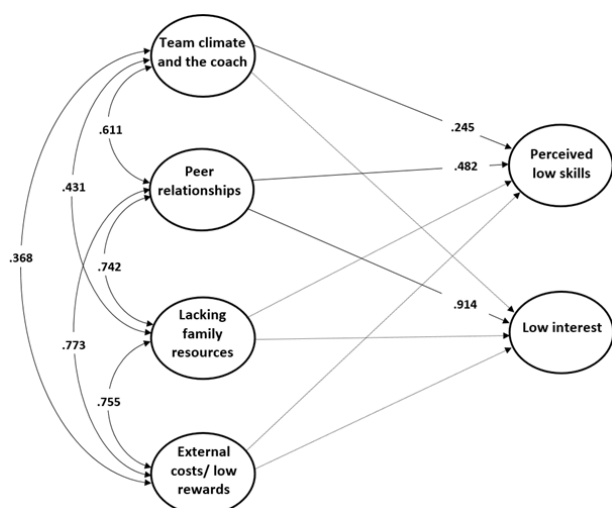 Team climate
and the coach
.611
.245
Peer
relationships
.482
Perceived
low skills
.431
.368
.742
Lacking
family
resources
.914
Low interest
.773
.755
External
costs/ low
rewards